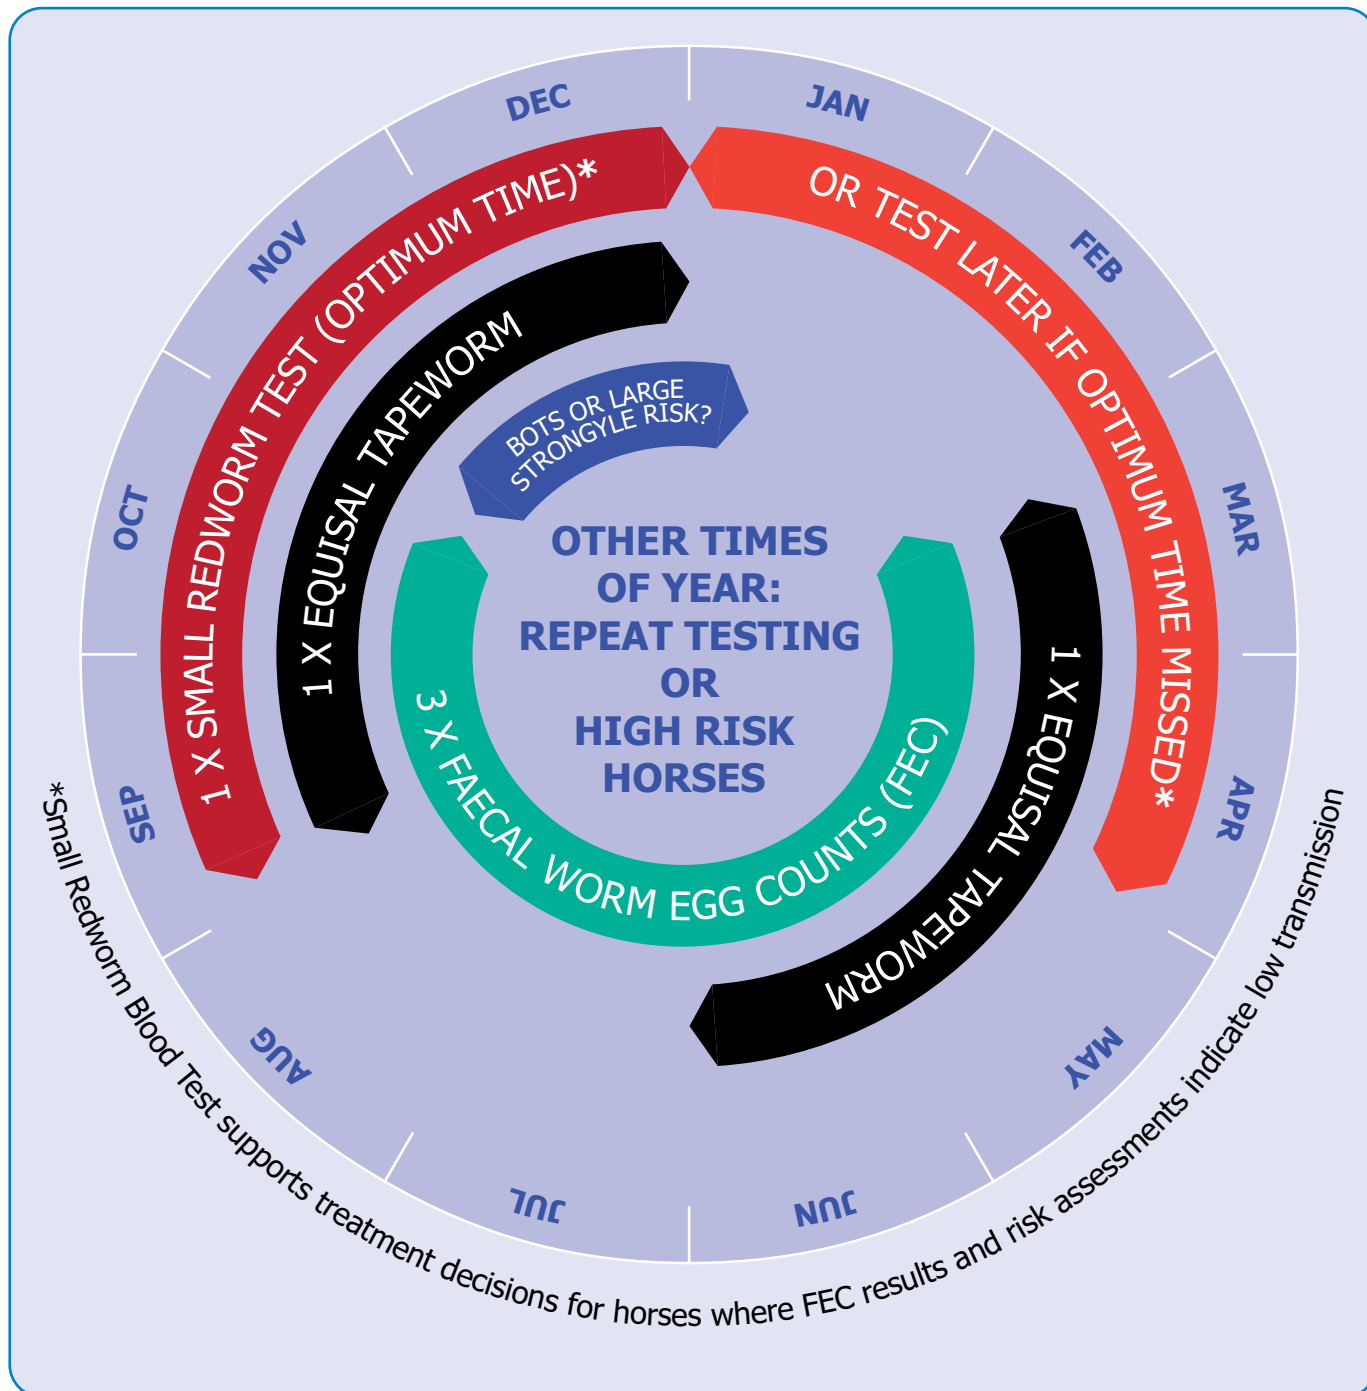 JAN
FEB
MAR
APR
MAY
JUN
JUL
AUG
SEP
OCT
NOV
DEC
1 X SMALL REDWORM TEST (OPTIMUM TIME)*
OR TEST LATER IF OPTIMUM TIME MISSED*
1 X EQUISAL TAPEWORM
1 X EQUISAL TAPEWORM
BOTS OR LARGE
STRONGYLE RISK?
3 X FAECAL WORM EGG COUNTS (FEC)
OTHER TIMES
OF YEAR:
REPEAT TESTING
OR
HIGH RISK
HORSES
*Small Redworm Blood Test supports treatment decisions for horses where FEC results and risk assessments indicate low transmission